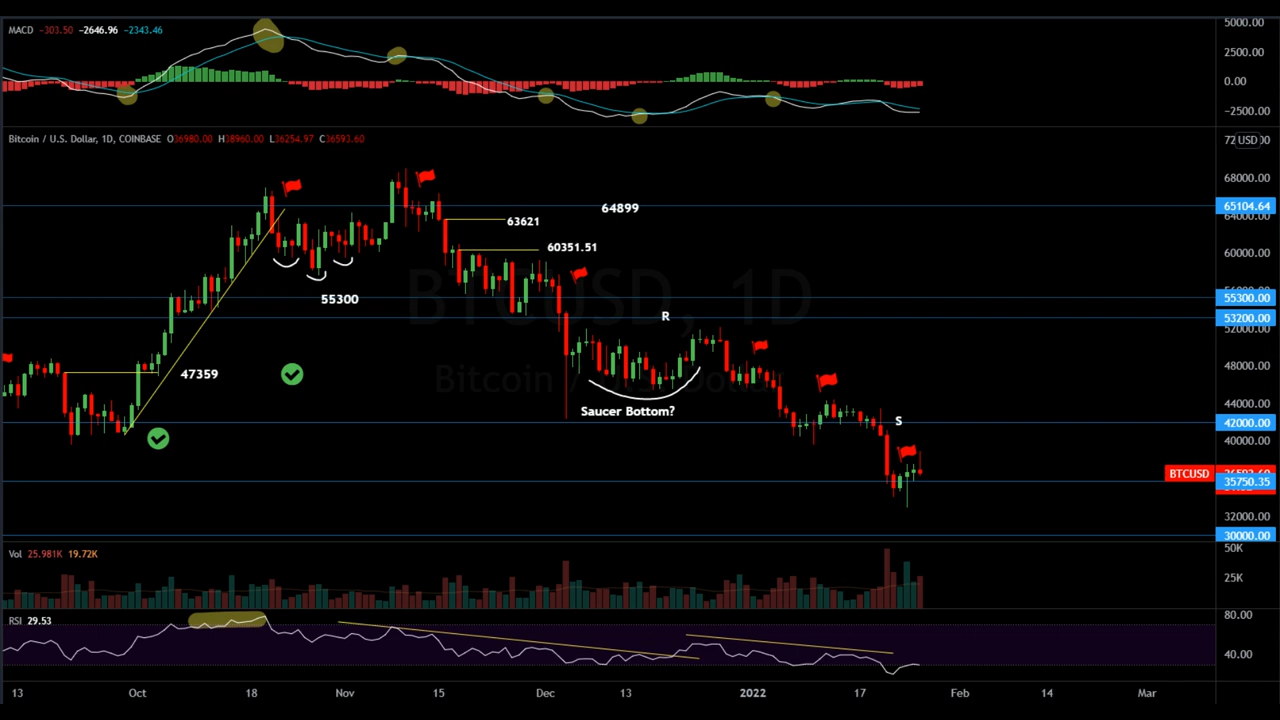 MACD -303.50 -2646.96 -2343.46
5000.00
2500.00
0.00
-2500.00
Bitcoin / U.S. Dollar, 1D, COINBASE O36980.00 H38960.00 L36254.97 C36593.60
USD
68000.00
65104.64
64000.00
64899
63621
60351.51
60000.00
55300
55300.00
53200.00
52000.00
BTCUSD, 1D
R
Bitcoin / U.S. Dollar
48000.00
47359
44000.00
Saucer Bottom?
S
42000.00
40000.00
BTCUSD
35750.35
32000.00
30000.00
Vol 25.981K 19.72K
50K
25K
RSI 29.53
80.00
40.00
13 Oct 18 Nov 15 Dec 13 2022 17 Feb 14 Mar